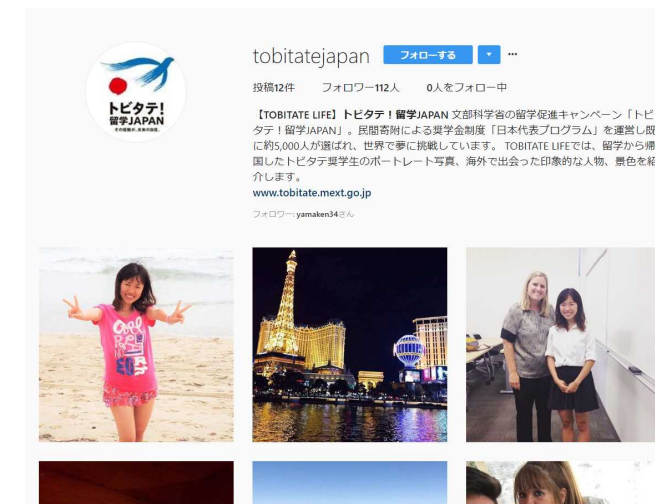 tobitatejapan フォローする
投稿12件 フォロワー112人 0人をフォロー中
【TOBITATE LIFE】トビタテ！留学JAPAN 文部科学省の留学促進キャンペーン「トビ
タテ！留学JAPAN」。民間寄附による奨学金制度「日本代表プログラム」を運営し既
に約5,000人が選ばれ、世界で夢に挑戦しています。 TOBITATE LIFEでは、留学から帰
国したトビタテ奨学生のポートレート写真、海外で出会った印象的な人物、景色を紹
介します。
www.tobitate.mext.go.jp
フォロワー: yamaken34さん
トビタテ!
留学JAPAN
その経験が、未来の自信。